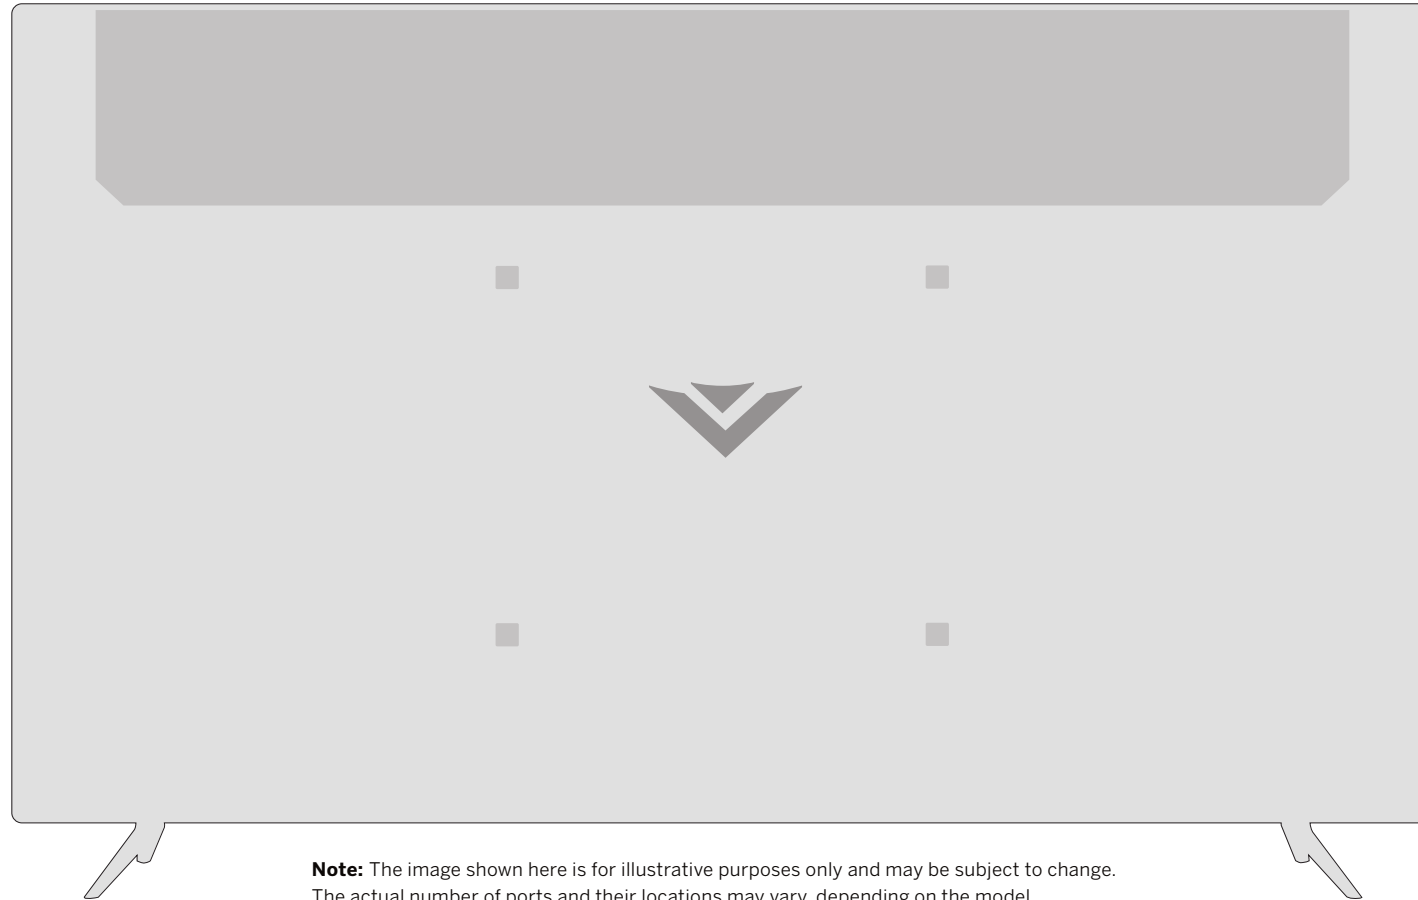 Note: The image shown here is for illustrative purposes only and may be subject to change.
The actual number of ports and their locations may vary, depending on the model.